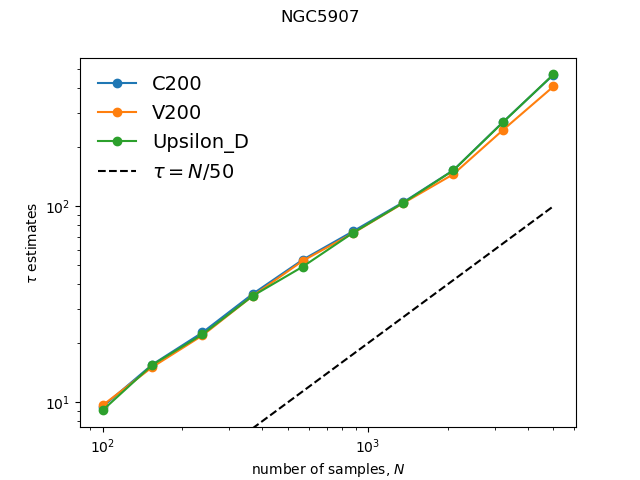 NGC5907
C200
V200
Upsilon_D
τ = N/50
τ estimates
10²
10¹
10² 10³
number of samples, N